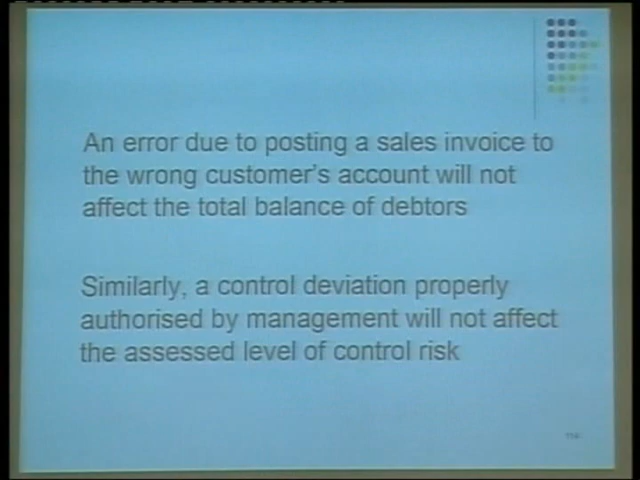 An error due to posting a sales invoice to
the wrong customer's account will not
affect the total balance of debtors
Similarly, a control deviation properly
authorised by management will not affect
the assessed level of control risk